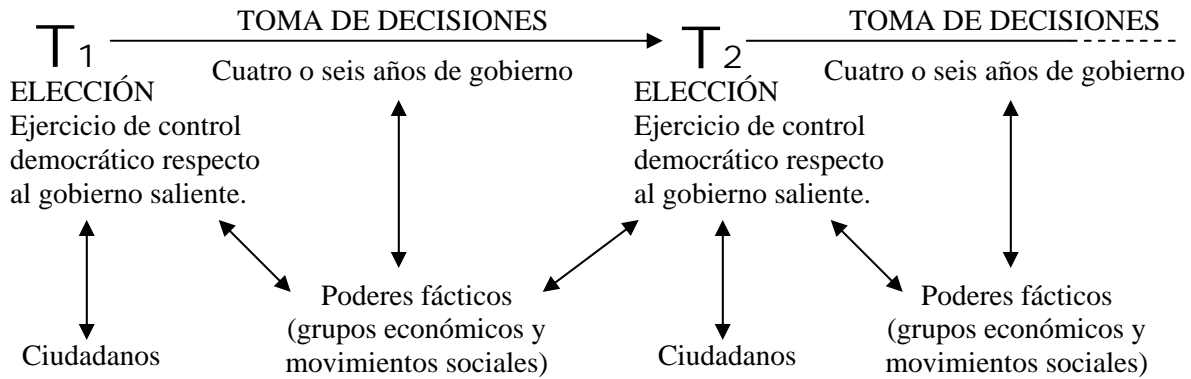 TOMA DE DECISIONES
T1
Cuatro o seis años de gobierno
ELECCIÓN
Ejercicio de control
democrático respecto
al gobierno saliente.
Ciudadanos
Poderes fácticos
(grupos económicos y
movimientos sociales)
TOMA DE DECISIONES
T2
Cuatro o seis años de gobierno
ELECCIÓN
Ejercicio de control
democrático respecto
al gobierno saliente.
Ciudadanos
Poderes fácticos
(grupos económicos y
movimientos sociales)